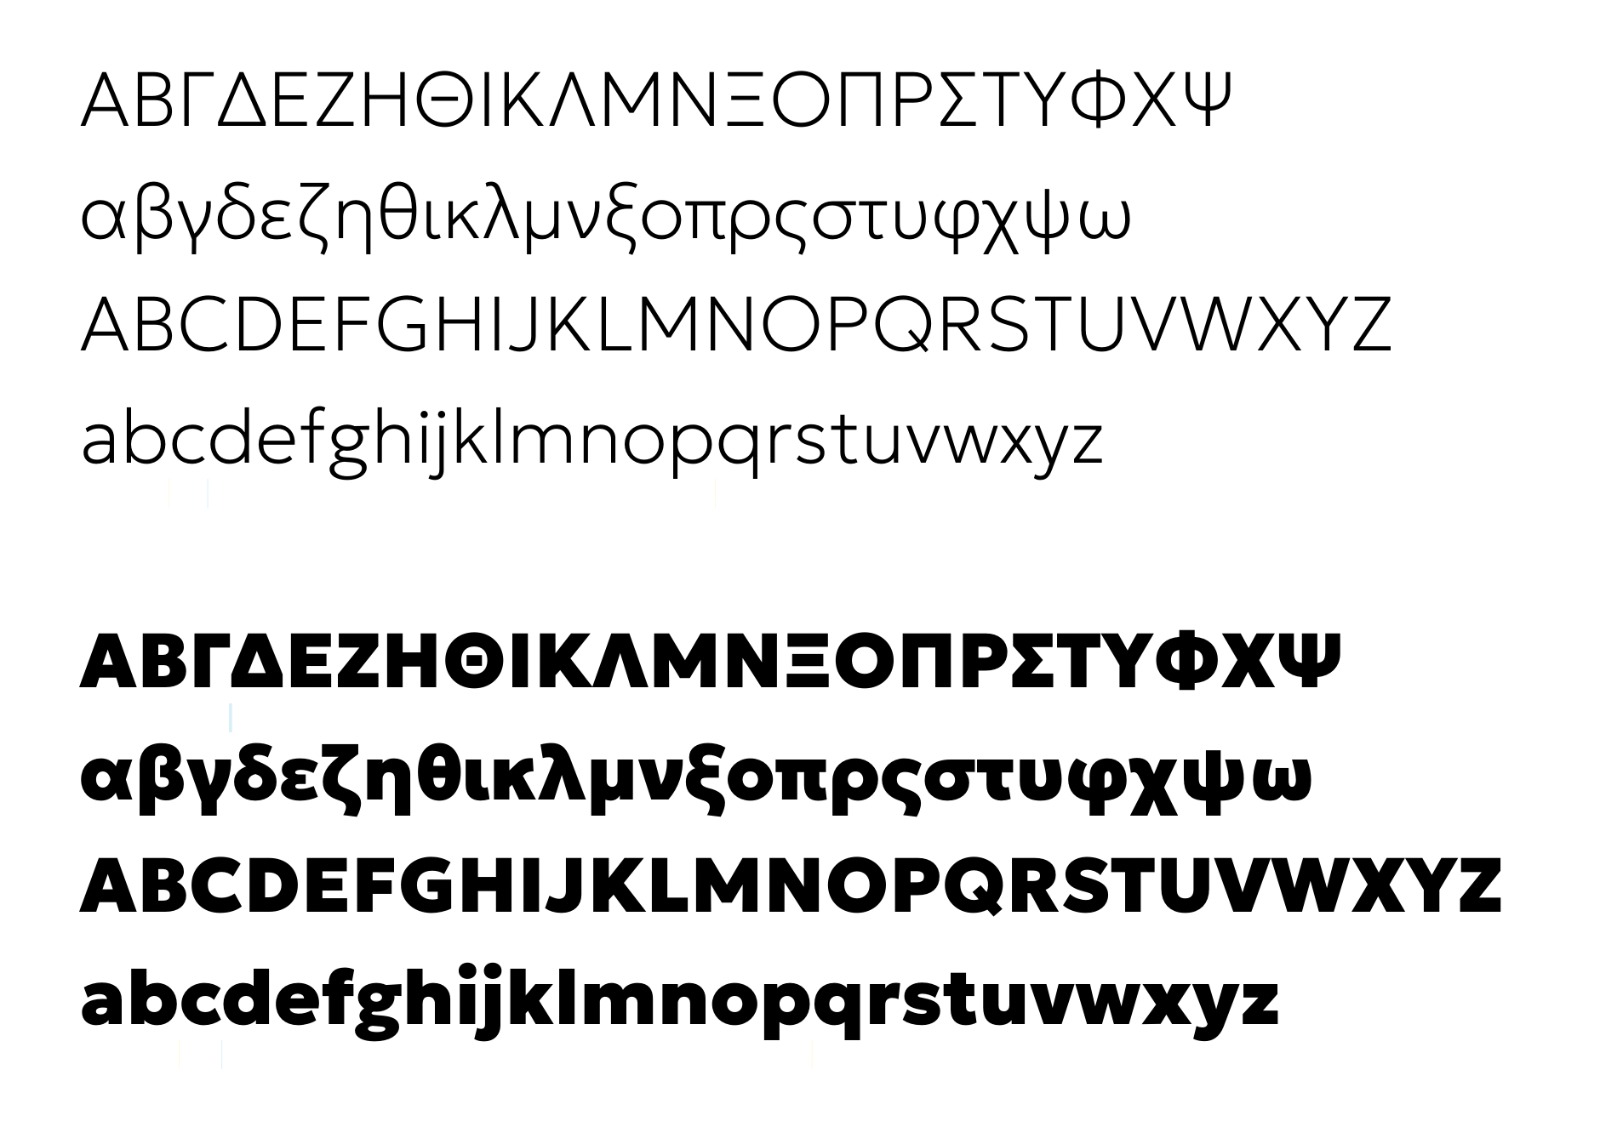 ΑΒΓΔΕΖΗΘΙΚΛΜΝΞΟΠΡΣΤΥΦΧΨ
αβγδεζηθικλμνξοπρςστυφχψω
ABCDEFGHIJKLMNOPQRSTUVWXYZ
abcdefghijklmnopqrstuvwxyz
ΑΒΓΔΕΖΗΘΙΚΛΜΝΞΟΠΡΣΤΥΦΧΨ
αβγδεζηθικλμνξοπρςστυφχψω
ABCDEFGHIJKLMNOPQRSTUVWXYZ
abcdefghijklmnopqrstuvwxyz